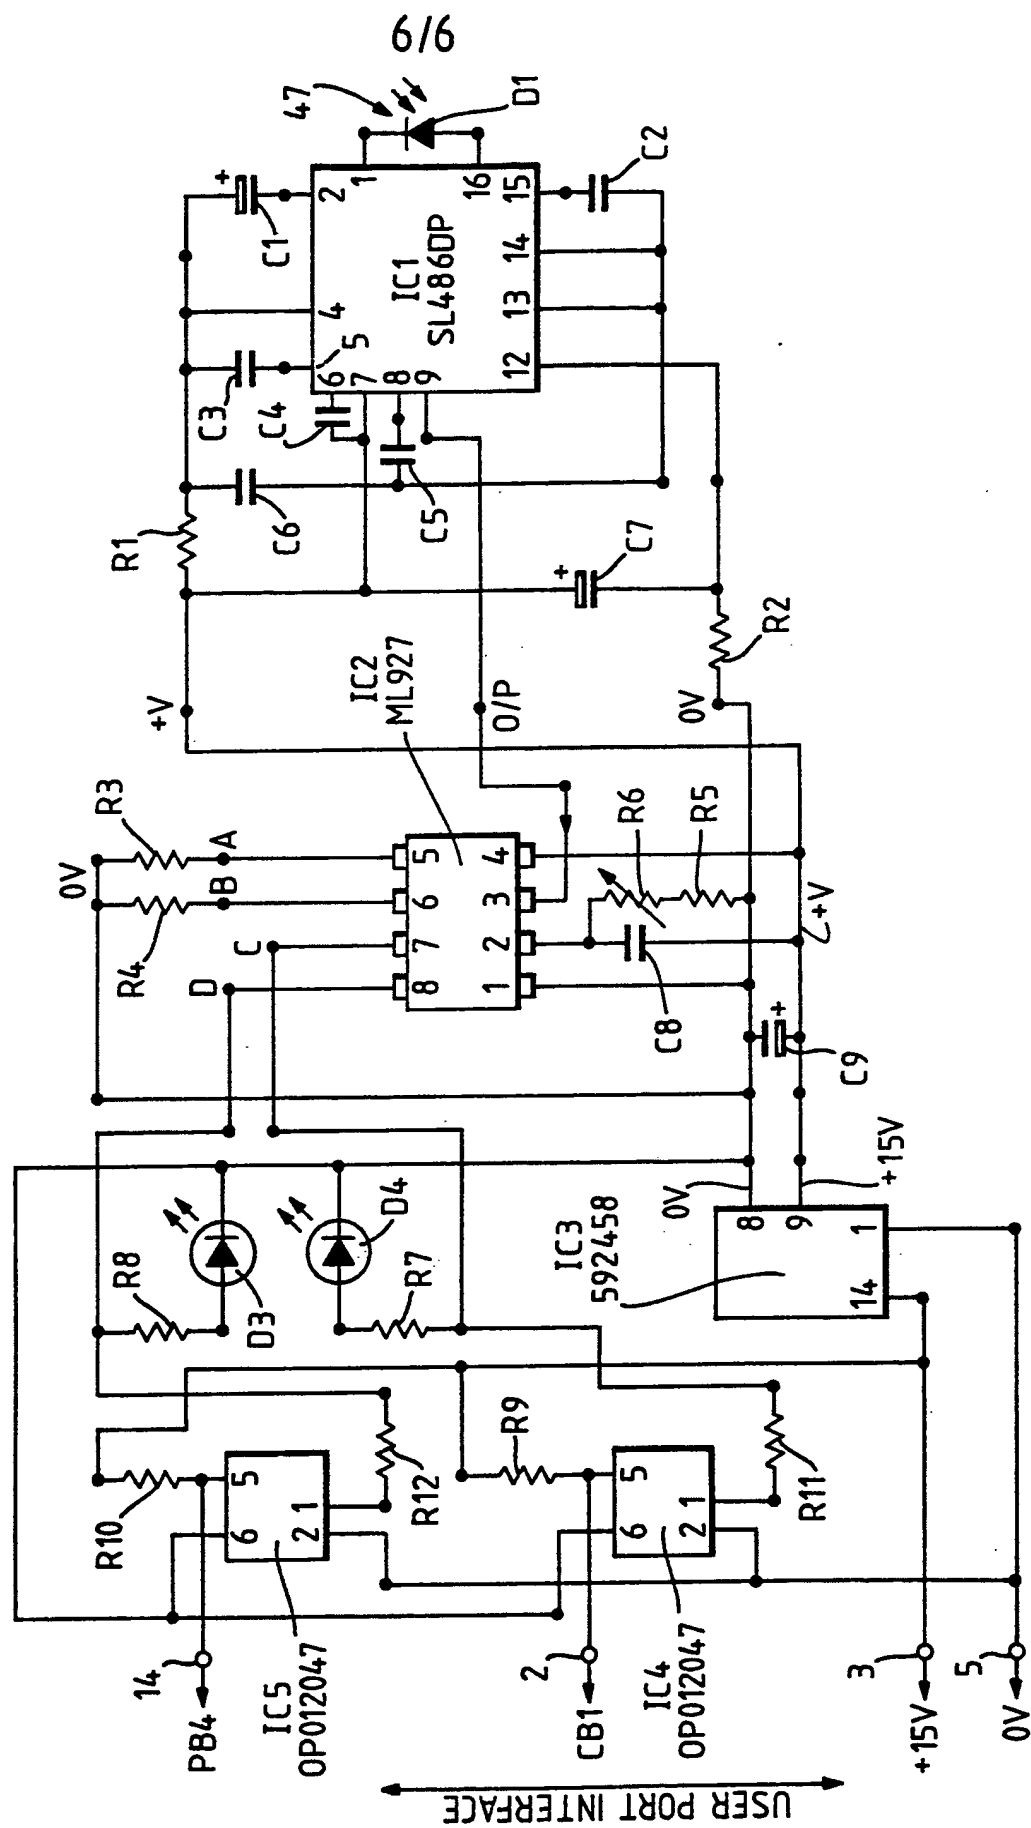 9/9
47
D1
+
C1
2
1
16
15
C2
IC1
SL486DP
4
14
13
5
12
C3
C4
6
7
8
9
R1
C6
C5
+
C7
R2
IC2
ML927
+V
O/P
0V
R3
A
0V
B
R4
C
D
5
6
7
8
4
3
2
1
R6
R5
C8
+V
+
C9
+15V
0V
IC3
592458
8
9
1
14
R8
D3
D4
R7
R10
R12
R9
R11
5
6
1
2
5
6
1
2
14
PB4
IC5
OP012047
2
CB1
IC4
OP012047
3
+15V
5
0V
USER PORT INTERFACE